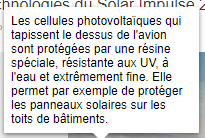 hnologies du Solar Impulse 2
Les cellules photovoltaïques qui
tapissent le dessus de l'avion
sont protégées par une résine
spéciale, résistante aux UV, à
l'eau et extrêmement fine. Elle
permet par exemple de protéger
les panneaux solaires sur les
toits de bâtiments.